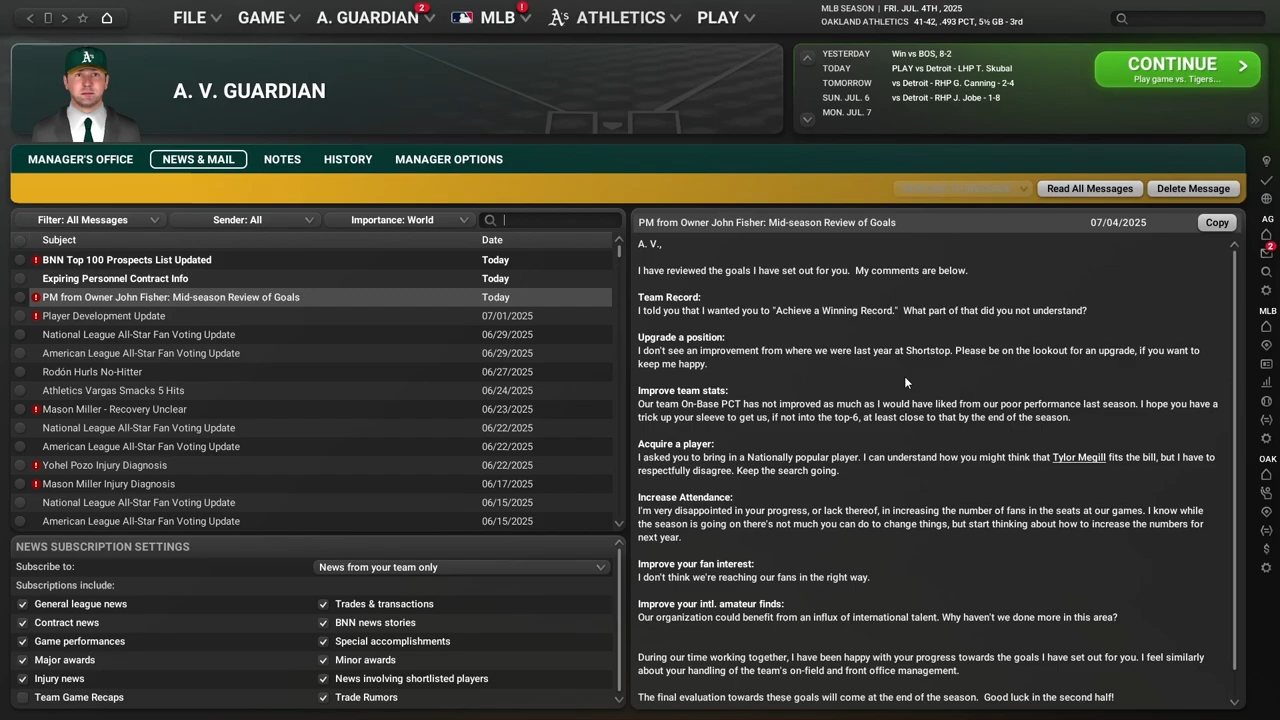 FILE
GAME
A. GUARDIAN
2
MLB
!
ATHLETICS
PLAY
MLB SEASON | FRI. JUL. 4TH , 2025
OAKLAND ATHLETICS 41-42, .493 PCT, 5½ GB - 3rd
A. V. GUARDIAN
YESTERDAY Win vs BOS, 8-2
TODAY PLAY vs Detroit - LHP T. Skubal
TOMORROW vs Detroit - RHP G. Canning - 2-4
SUN. JUL. 6 vs Detroit - RHP J. Jobe - 1-8
MON. JUL. 7
CONTINUE
Play game vs. Tigers...
MANAGER'S OFFICE
NEWS & MAIL
NOTES
HISTORY
MANAGER OPTIONS
Read All Messages
Delete Message
Filter: All Messages
Sender: All
Importance: World
Subject Date
BNN Top 100 Prospects List Updated Today
Expiring Personnel Contract Info Today
PM from Owner John Fisher: Mid-season Review of Goals Today
Player Development Update 07/01/2025
National League All-Star Fan Voting Update 06/29/2025
American League All-Star Fan Voting Update 06/29/2025
Rodón Hurls No-Hitter 06/27/2025
Athletics Vargas Smacks 5 Hits 06/24/2025
Mason Miller - Recovery Unclear 06/23/2025
National League All-Star Fan Voting Update 06/22/2025
American League All-Star Fan Voting Update 06/22/2025
Yohel Pozo Injury Diagnosis 06/22/2025
Mason Miller Injury Diagnosis 06/17/2025
National League All-Star Fan Voting Update 06/15/2025
American League All-Star Fan Voting Update 06/15/2025
NEWS SUBSCRIPTION SETTINGS
Subscribe to: News from your team only
Subscriptions include:
General league news Trades & transactions
Contract news BNN news stories
Game performances Special accomplishments
Major awards Minor awards
Injury news News involving shortlisted players
Team Game Recaps Trade Rumors
PM from Owner John Fisher: Mid-season Review of Goals 07/04/2025 Copy
A. V.,
I have reviewed the goals I have set out for you. My comments are below.
Team Record:
I told you that I wanted you to "Achieve a Winning Record." What part of that did you not understand?
Upgrade a position:
I don't see an improvement from where we were last year at Shortstop. Please be on the lookout for an upgrade, if you want to
keep me happy.
Improve team stats:
Our team On-Base PCT has not improved as much as I would have liked from our poor performance last season. I hope you have a
trick up your sleeve to get us, if not into the top-6, at least close to that by the end of the season.
Acquire a player:
I asked you to bring in a Nationally popular player. I can understand how you might think that Tylor Megill fits the bill, but I have to
respectfully disagree. Keep the search going.
Increase Attendance:
I'm very disappointed in your progress, or lack thereof, in increasing the number of fans in the seats at our games. I know while
the season is going on there's not much you can do to change things, but start thinking about how to increase the numbers for
next year.
Improve your fan interest:
I don't think we're reaching our fans in the right way.
Improve your intl. amateur finds:
Our organization could benefit from an influx of international talent. Why haven't we done more in this area?
During our time working together, I have been happy with your progress towards the goals I have set out for you. I feel similarly
about your handling of the team's on-field and front office management.
The final evaluation towards these goals will come at the end of the season. Good luck in the second half!
AG
2
MLB
OAK